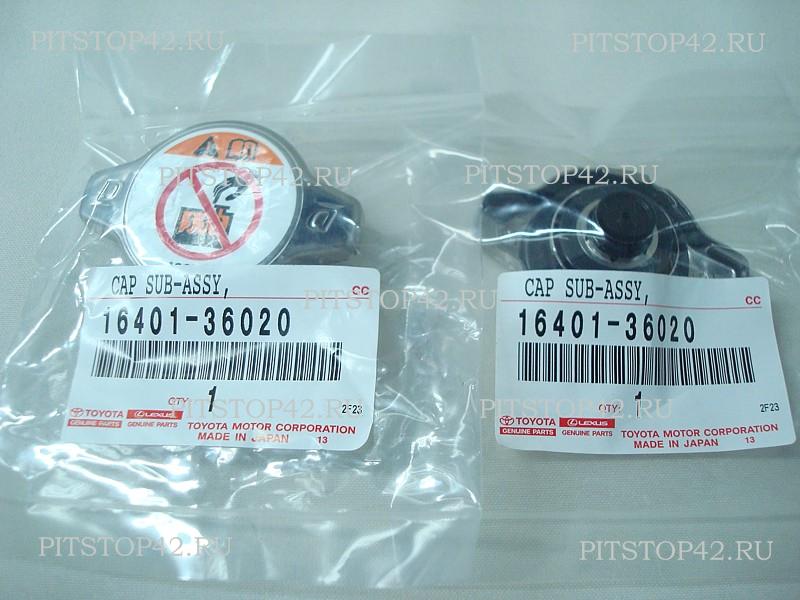 PITSTOP42.RU
PITSTOP42.RU
PITSTOP42.RU
PITSTOP42.RU
CAP SUB-ASSY,
CC
16401-36020
QTY. 1
2F23
TOYOTA
GENUINE PARTS
LEXUS
GENUINE PARTS
TOYOTA MOTOR CORPORATION
MADE IN JAPAN 13
CAP SUB-ASSY,
CC
16401-36020
QTY. 1
2F23
TOYOTA
GENUINE PARTS
LEXUS
GENUINE PARTS
TOYOTA MOTOR CORPORATION
MADE IN JAPAN 13
PITSTOP42.RU
PITSTOP42.RU
PITSTOP42.RU
PITSTOP42.RU
PITSTOP42.RU